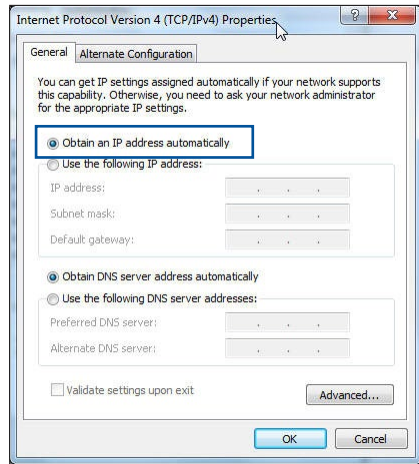 Internet Protocol Version 4 (TCP/IPv4) Properties
General
Alternate Configuration
You can get IP settings assigned automatically if your network supports
this capability. Otherwise, you need to ask your network administrator
for the appropriate IP settings.
Obtain an IP address automatically
Use the following IP address:
IP address:
Subnet mask:
Default gateway:
Obtain DNS server address automatically
Use the following DNS server addresses:
Preferred DNS server:
Alternate DNS server:
Validate settings upon exit
Advanced...
OK
Cancel